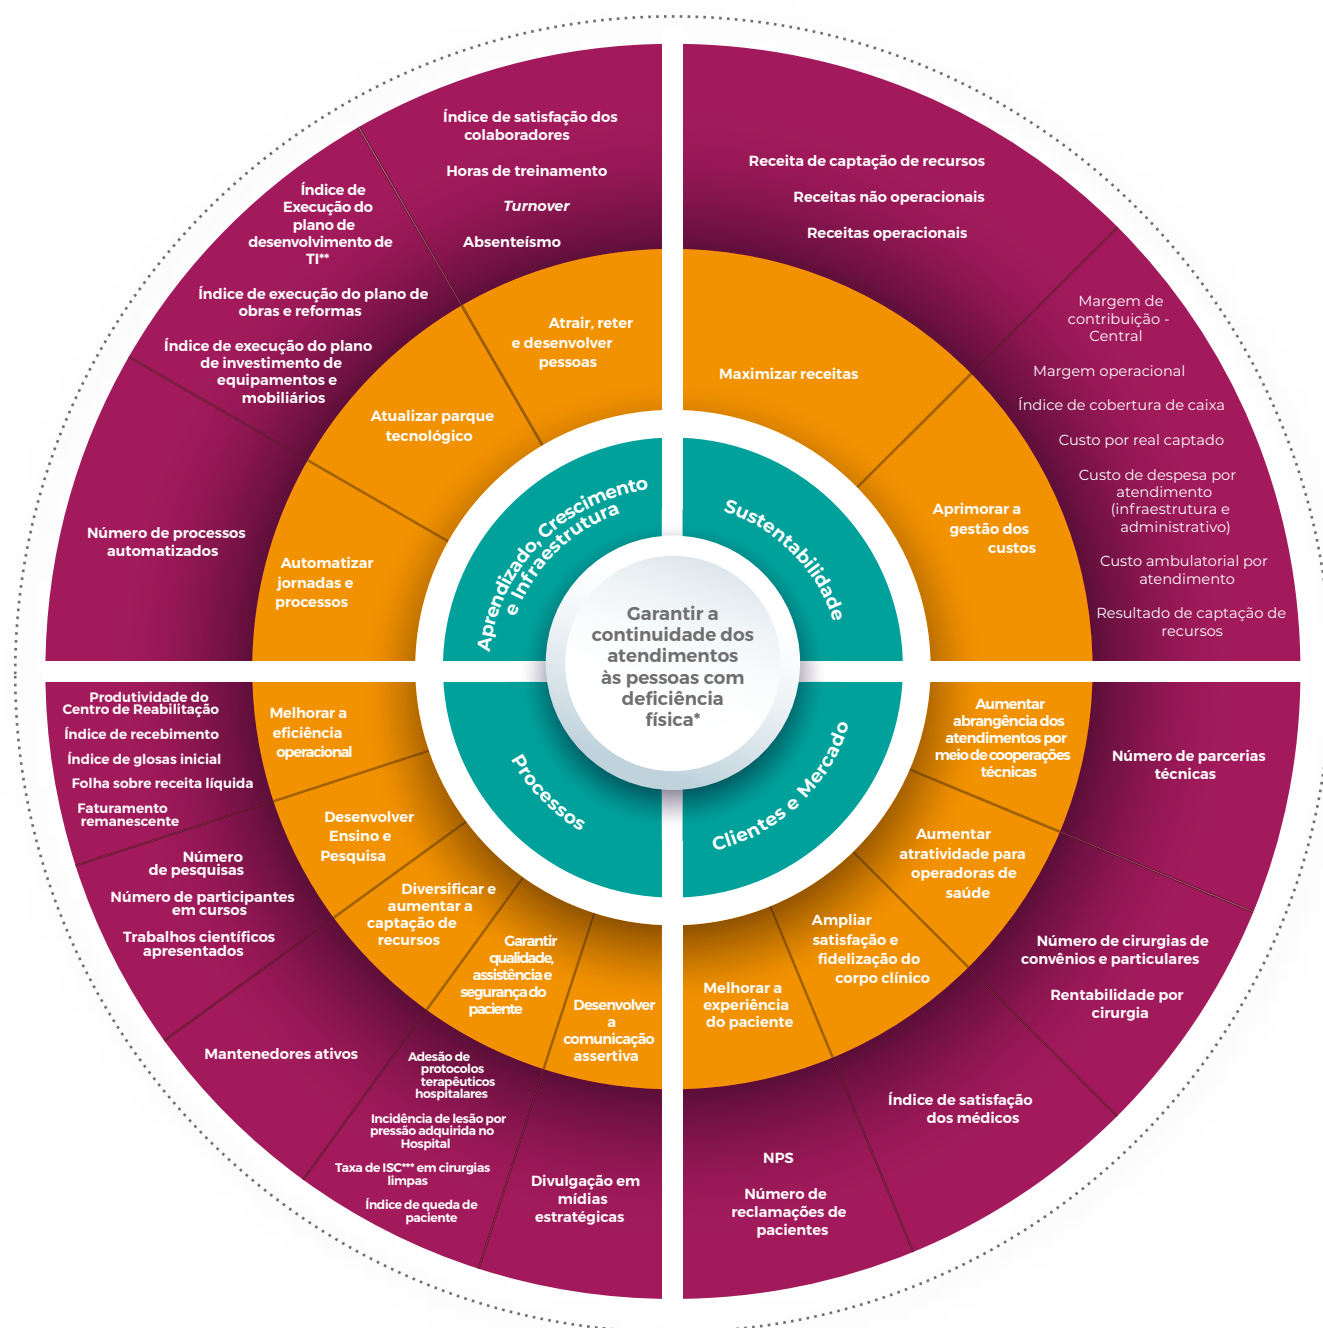 Índice de satisfação dos
colaboradores
Horas de treinamento
Turnover
Absenteísmo
Índice de
Execução do
plano de
desenvolvimento de
TI**
Índice de execução do plano de
obras e reformas
Índice de execução do plano
de investimento de
equipamentos e
mobiliários
Número de processos
automatizados
Atrair, reter
e desenvolver
pessoas
Atualizar parque
tecnológico
Automatizar
jornadas e
processos
Aprendizado, Crescimento
e Infraestrutura
Receita de captação de recursos
Receitas não operacionais
Receitas operacionais
Margem de
contribuição -
Central
Margem operacional
Índice de cobertura de caixa
Custo por real captado
Custo de despesa por
atendimento
(infraestrutura e
administrativo)
Custo ambulatorial por
atendimento
Resultado de captação de
recursos
Maximizar receitas
Aprimorar a
gestão dos
custos
Sustentabilidade
Garantir a
continuidade dos
atendimentos
às pessoas com
deficiência
física*
Produtividade do
Centro de Reabilitação
Índice de recebimento
Índice de glosas inicial
Folha sobre receita líquida
Faturamento
remanescente
Número
de pesquisas
Número de participantes
em cursos
Trabalhos científicos
apresentados
Mantenedores ativos
Adesão de
protocolos
terapêuticos
hospitalares
Incidência de lesão por
pressão adquirida no
Hospital
Taxa de ISC*** em cirurgias
limpas
Índice de queda de
paciente
Divulgação em
mídias
estratégicas
Melhorar a
eficiência
operacional
Desenvolver
Ensino e
Pesquisa
Diversificar e
aumentar a
captação de
recursos
Garantir
qualidade,
assistência e
segurança do
paciente
Desenvolver
a
comunicação
assertiva
Processos
Clientes e Mercado
Aumentar
abrangência dos
atendimentos por
meio de cooperações
técnicas
Aumentar
atratividade para
operadoras de
saúde
Ampliar
satisfação e
fidelização do
corpo clínico
Melhorar a
experiência
do paciente
Número de parcerias
técnicas
Número de cirurgias de
convênios e particulares
Rentabilidade por
cirurgia
Índice de satisfação
dos médicos
NPS
Número de
reclamações de
pacientes